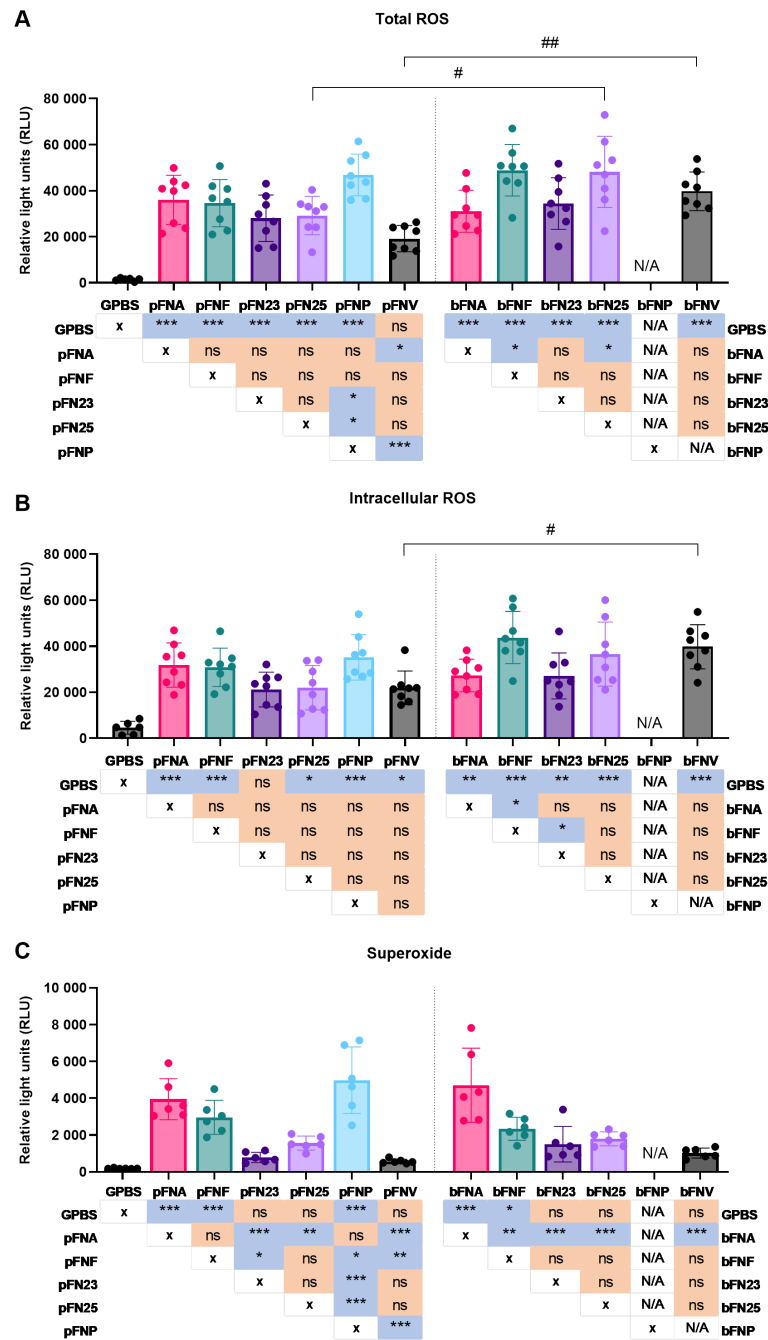 A
Total ROS
##
#
Relative light units (RLU)
80 000
60 000
40 000
20 000
0
N/A
GPBS pFNA pFNF pFN23 pFN25 pFNP pFNV bFNA bFNF bFN23 bFN25 bFNP bFNV
GPBS x *** *** *** *** *** ns *** *** *** *** N/A *** GPBS
pFNA x ns ns ns ns * x * ns * N/A ns bFNA
pFNF x ns ns ns ns x ns ns N/A ns bFNF
pFN23 x ns * ns x ns N/A ns bFN23
pFN25 x * ns x N/A ns bFN25
pFNP x *** x N/A bFNP
B
Intracellular ROS
#
Relative light units (RLU)
80 000
60 000
40 000
20 000
0
N/A
GPBS pFNA pFNF pFN23 pFN25 pFNP pFNV bFNA bFNF bFN23 bFN25 bFNP bFNV
GPBS x *** *** ns * *** * ** *** ** *** N/A *** GPBS
pFNA x ns ns ns ns ns x * ns ns N/A ns bFNA
pFNF x ns ns ns ns x * ns N/A ns bFNF
pFN23 x ns ns ns x ns N/A ns bFN23
pFN25 x ns ns x N/A ns bFN25
pFNP x ns x N/A bFNP
C
Superoxide
Relative light units (RLU)
10 000
8 000
6 000
4 000
2 000
0
N/A
GPBS pFNA pFNF pFN23 pFN25 pFNP pFNV bFNA bFNF bFN23 bFN25 bFNP bFNV
GPBS x *** *** ns ns *** ns *** * ns ns N/A ns GPBS
pFNA x ns *** ** ns *** x ** *** *** N/A *** bFNA
pFNF x * ns * ** x ns ns N/A ns bFNF
pFN23 x ns *** ns x ns N/A ns bFN23
pFN25 x *** ns x N/A ns bFN25
pFNP x *** x N/A bFNP